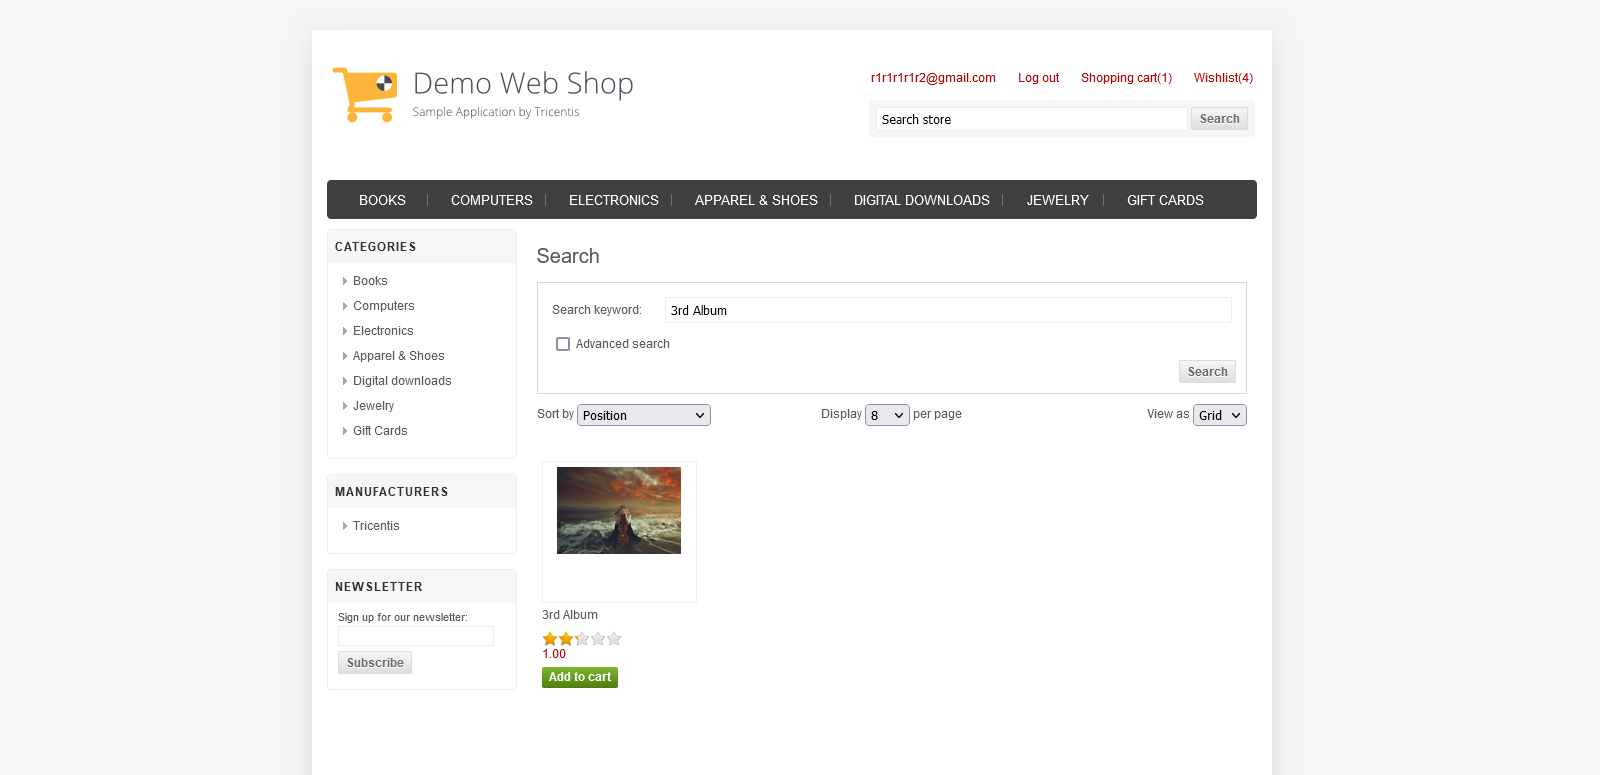 Demo Web Shop
Sample Application by Tricentis
r1r1r1r1r2@gmail.com Log out Shopping cart(1) Wishlist(4)
Search store Search
BOOKS COMPUTERS ELECTRONICS APPAREL & SHOES DIGITAL DOWNLOADS JEWELRY GIFT CARDS
CATEGORIES
Books
Computers
Electronics
Apparel & Shoes
Digital downloads
Jewelry
Gift Cards
MANUFACTURERS
Tricentis
NEWSLETTER
Sign up for our newsletter:
Subscribe
Search
Search keyword: 3rd Album
Advanced search
Search
Sort by Position Display 8 per page View as Grid
3rd Album
1.00
Add to cart